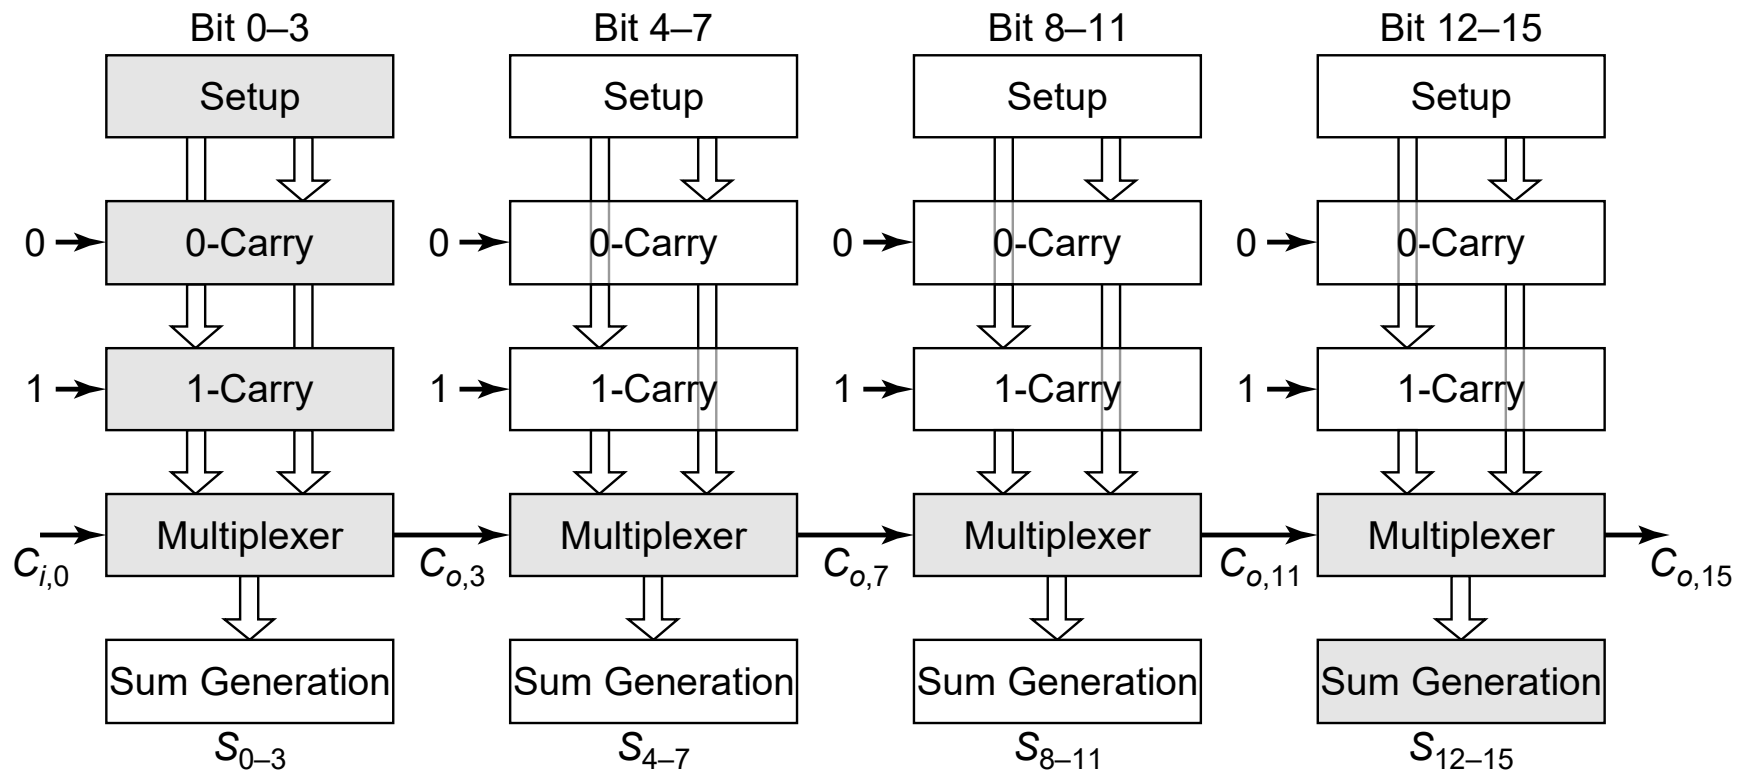 Bit 0–3 Bit 4–7 Bit 8–11 Bit 12–15
Setup Setup Setup Setup
0 0-Carry 0 0-Carry 0 0-Carry 0 0-Carry
1 1-Carry 1 1-Carry 1 1-Carry 1 1-Carry
Multiplexer Multiplexer Multiplexer Multiplexer
Ci,0 Co,3 Co,7 Co,11 Co,15
Sum Generation Sum Generation Sum Generation Sum Generation
S0–3 S4–7 S8–11 S12–15